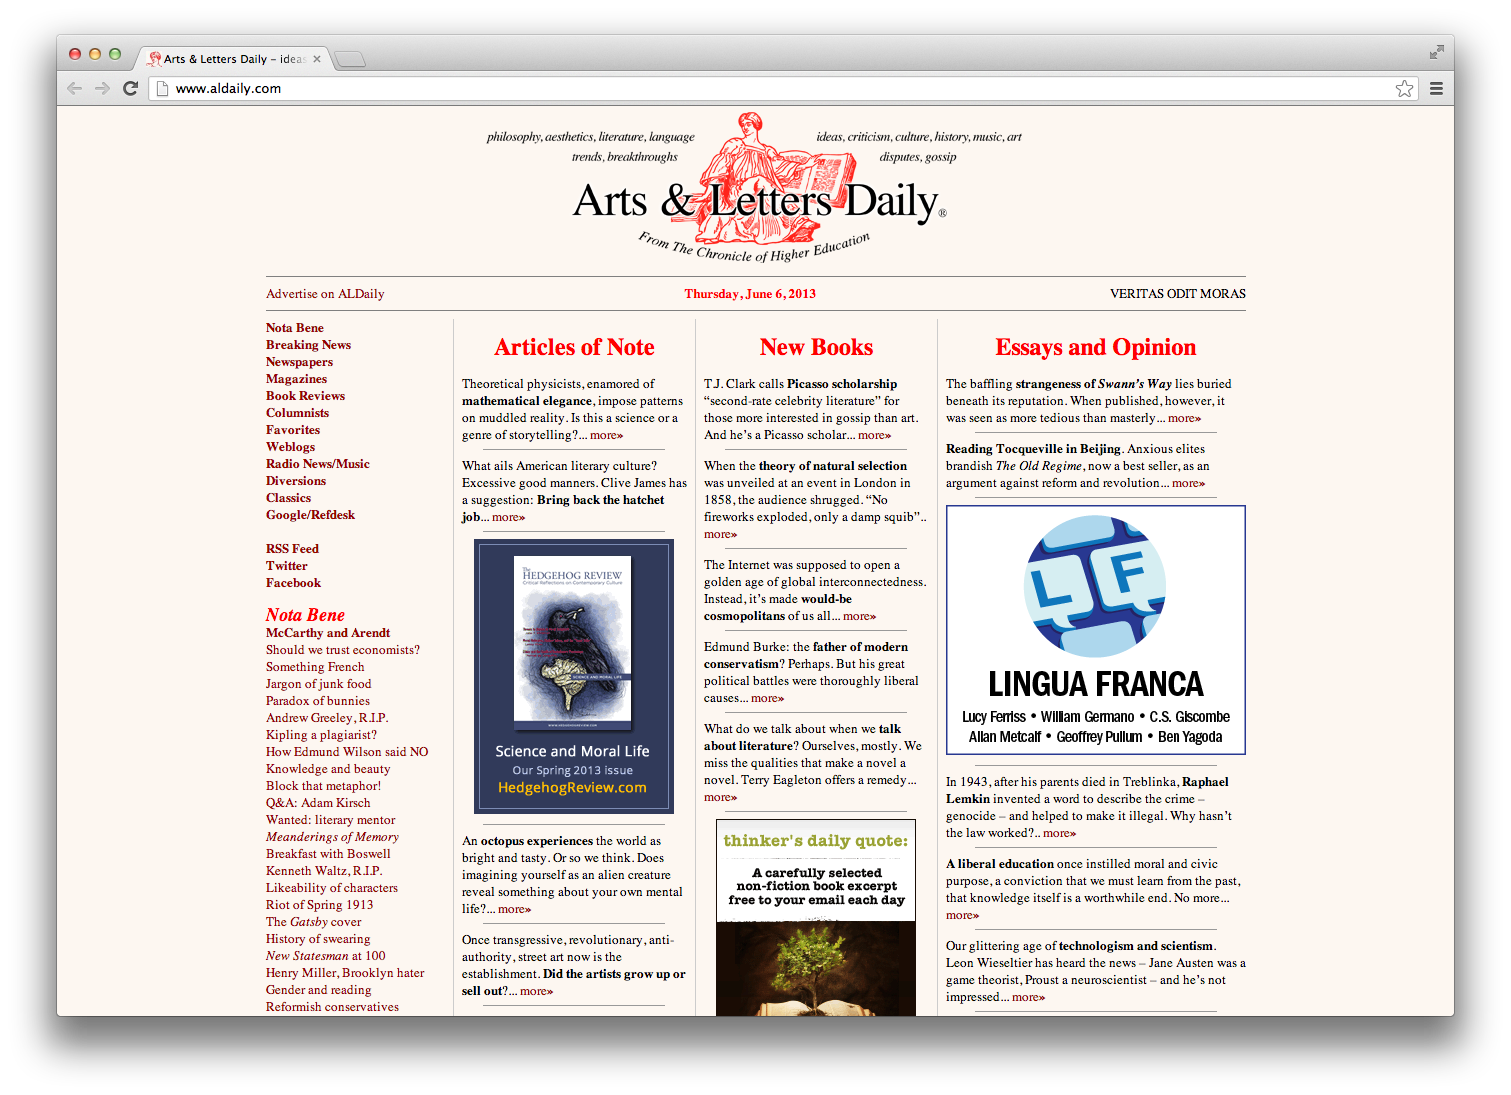 Arts & Letters Daily – ideas
www.aldaily.com
philosophy, aesthetics, literature, language
trends, breakthroughs
ideas, criticism, culture, history, music, art
disputes, gossip
Arts & Letters Daily®
From The Chronicle of Higher Education
Advertise on ALDaily
Thursday, June 6, 2013
VERITAS ODIT MORAS
Nota Bene
Breaking News
Newspapers
Magazines
Book Reviews
Columnists
Favorites
Weblogs
Radio News/Music
Diversions
Classics
Google/Refdesk
RSS Feed
Twitter
Facebook
Nota Bene
McCarthy and Arendt
Should we trust economists?
Something French
Jargon of junk food
Paradox of bunnies
Andrew Greeley, R.I.P.
Kipling a plagiarist?
How Edmund Wilson said NO
Knowledge and beauty
Block that metaphor!
Q&A: Adam Kirsch
Wanted: literary mentor
Meanderings of Memory
Breakfast with Boswell
Kenneth Waltz, R.I.P.
Likeability of characters
Riot of Spring 1913
The Gatsby cover
History of swearing
New Statesman at 100
Henry Miller, Brooklyn hater
Gender and reading
Reformish conservatives
Articles of Note
Theoretical physicists, enamored of
mathematical elegance, impose patterns
on muddled reality. Is this a science or a
genre of storytelling?... more»
What ails American literary culture?
Excessive good manners. Clive James has
a suggestion: Bring back the hatchet
job... more»
The
HEDGEHOG REVIEW
Critical Reflections on Contemporary Culture
SCIENCE AND MORAL LIFE
Science and Moral Life
Our Spring 2013 issue
HedgehogReview.com
An octopus experiences the world as
bright and tasty. Or so we think. Does
imagining yourself as an alien creature
reveal something about your own mental
life?... more»
Once transgressive, revolutionary, anti-
authority, street art now is the
establishment. Did the artists grow up or
sell out?... more»
New Books
T.J. Clark calls Picasso scholarship
“second-rate celebrity literature” for
those more interested in gossip than art.
And he’s a Picasso scholar... more»
When the theory of natural selection
was unveiled at an event in London in
1858, the audience shrugged. “No
fireworks exploded, only a damp squib”..
more»
The Internet was supposed to open a
golden age of global interconnectedness.
Instead, it’s made would-be
cosmopolitans of us all... more»
Edmund Burke: the father of modern
conservatism? Perhaps. But his great
political battles were thoroughly liberal
causes... more»
What do we talk about when we talk
about literature? Ourselves, mostly. We
miss the qualities that make a novel a
novel. Terry Eagleton offers a remedy...
more»
thinker's daily quote:
A carefully selected
non-fiction book excerpt
free to your email each day
Essays and Opinion
The baffling strangeness of Swann’s Way lies buried
beneath its reputation. When published, however, it
was seen as more tedious than masterly... more»
Reading Tocqueville in Beijing. Anxious elites
brandish The Old Regime, now a best seller, as an
argument against reform and revolution... more»
LF
LINGUA FRANCA
Lucy Ferriss • William Germano • C.S. Giscombe
Allan Metcalf • Geoffrey Pullum • Ben Yagoda
In 1943, after his parents died in Treblinka, Raphael
Lemkin invented a word to describe the crime –
genocide – and helped to make it illegal. Why hasn’t
the law worked?.. more»
A liberal education once instilled moral and civic
purpose, a conviction that we must learn from the past,
that knowledge itself is a worthwhile end. No more...
more»
Our glittering age of technologism and scientism.
Leon Wieseltier has heard the news – Jane Austen was a
game theorist, Proust a neuroscientist – and he’s not
impressed... more»